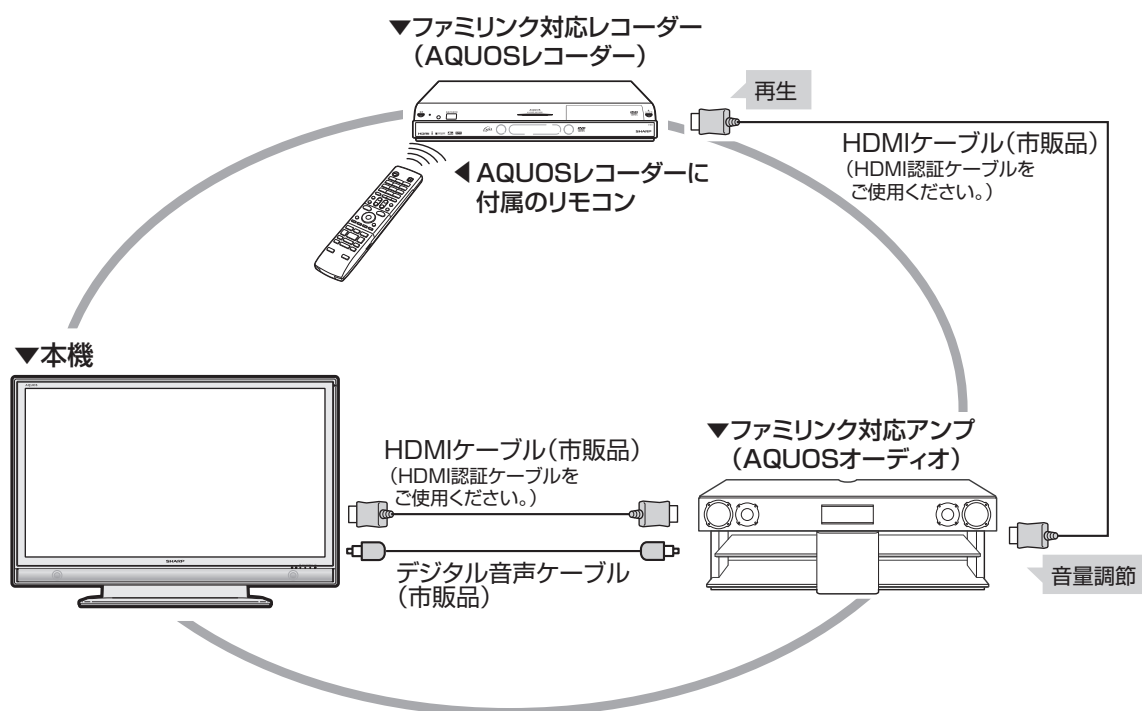 ▼ファミリンク対応レコーダー
(AQUOSレコーダー)
再生
HDMIケーブル(市販品)
(HDMI認証ケーブルを
ご使用ください。)
◀AQUOSレコーダーに
付属のリモコン
SHARP
▼本機
AQUOS
SHARP
HDMIケーブル(市販品)
(HDMI認証ケーブルを
ご使用ください。)
デジタル音声ケーブル
(市販品)
▼ファミリンク対応アンプ
(AQUOSオーディオ)
音量調節